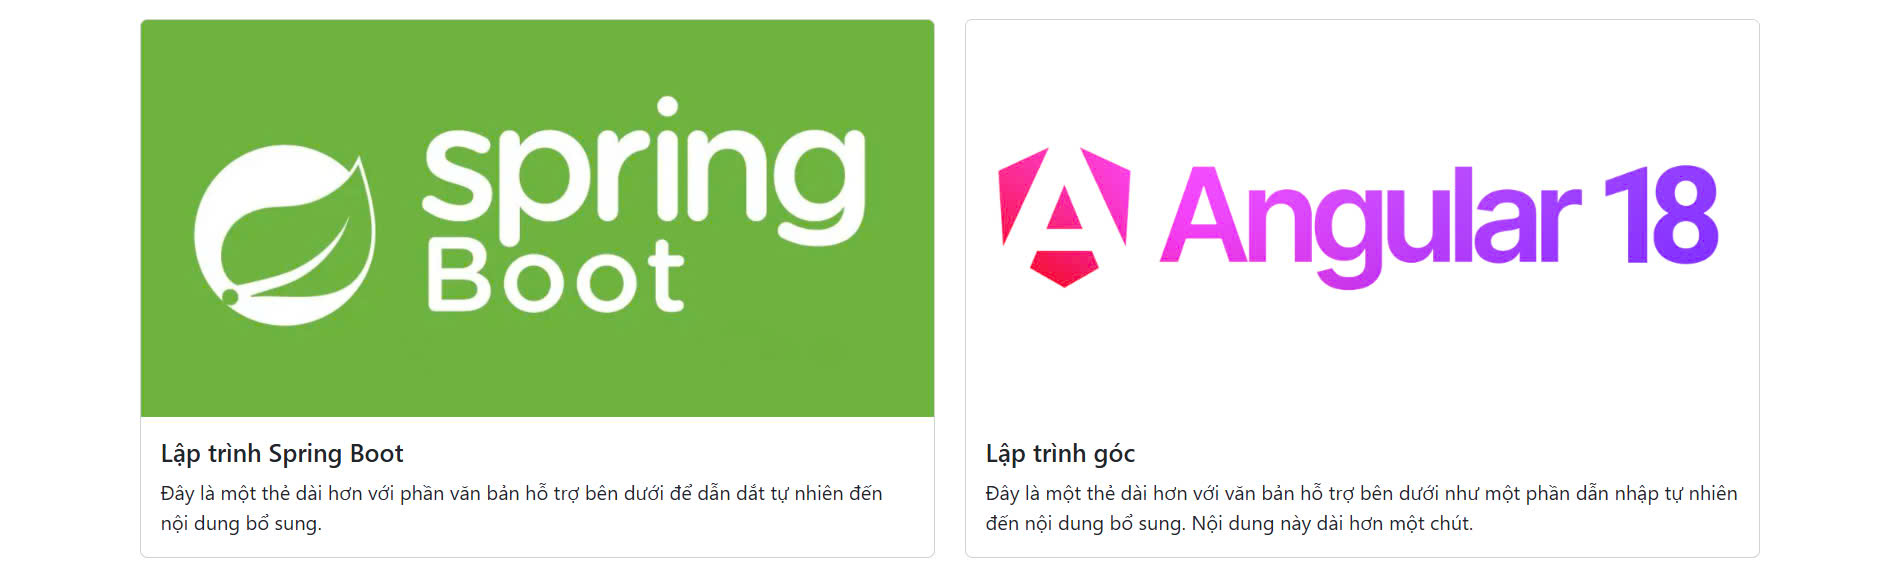 spring
Boot
Angular 18
Lập trình Spring Boot
Đây là một thẻ dài hơn với phần văn bản hỗ trợ bên dưới để dẫn dắt tự nhiên đến
nội dung bổ sung.
Lập trình góc
Đây là một thẻ dài hơn với văn bản hỗ trợ bên dưới như một phần dẫn nhập tự nhiên
đến nội dung bổ sung. Nội dung này dài hơn một chút.